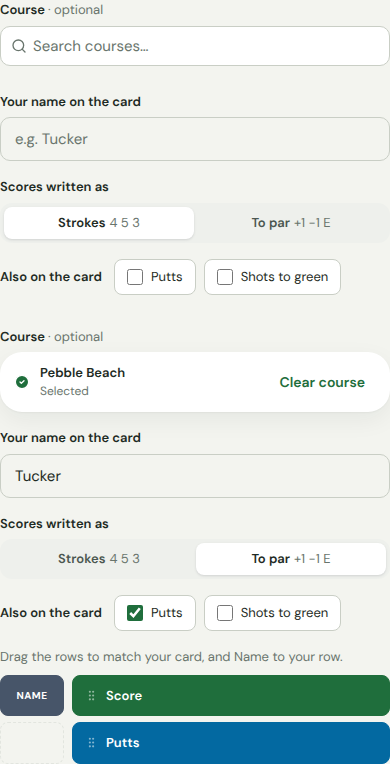 Course · optional
Search courses...
Your name on the card
e.g. Tucker
Scores written as
Strokes 4 5 3 To par +1 −1 E
Also on the card Putts Shots to green
Course · optional
Pebble Beach
Selected
Clear course
Your name on the card
Tucker
Scores written as
Strokes 4 5 3 To par +1 −1 E
Also on the card Putts Shots to green
Drag the rows to match your card, and Name to your row.
NAME Score
Putts